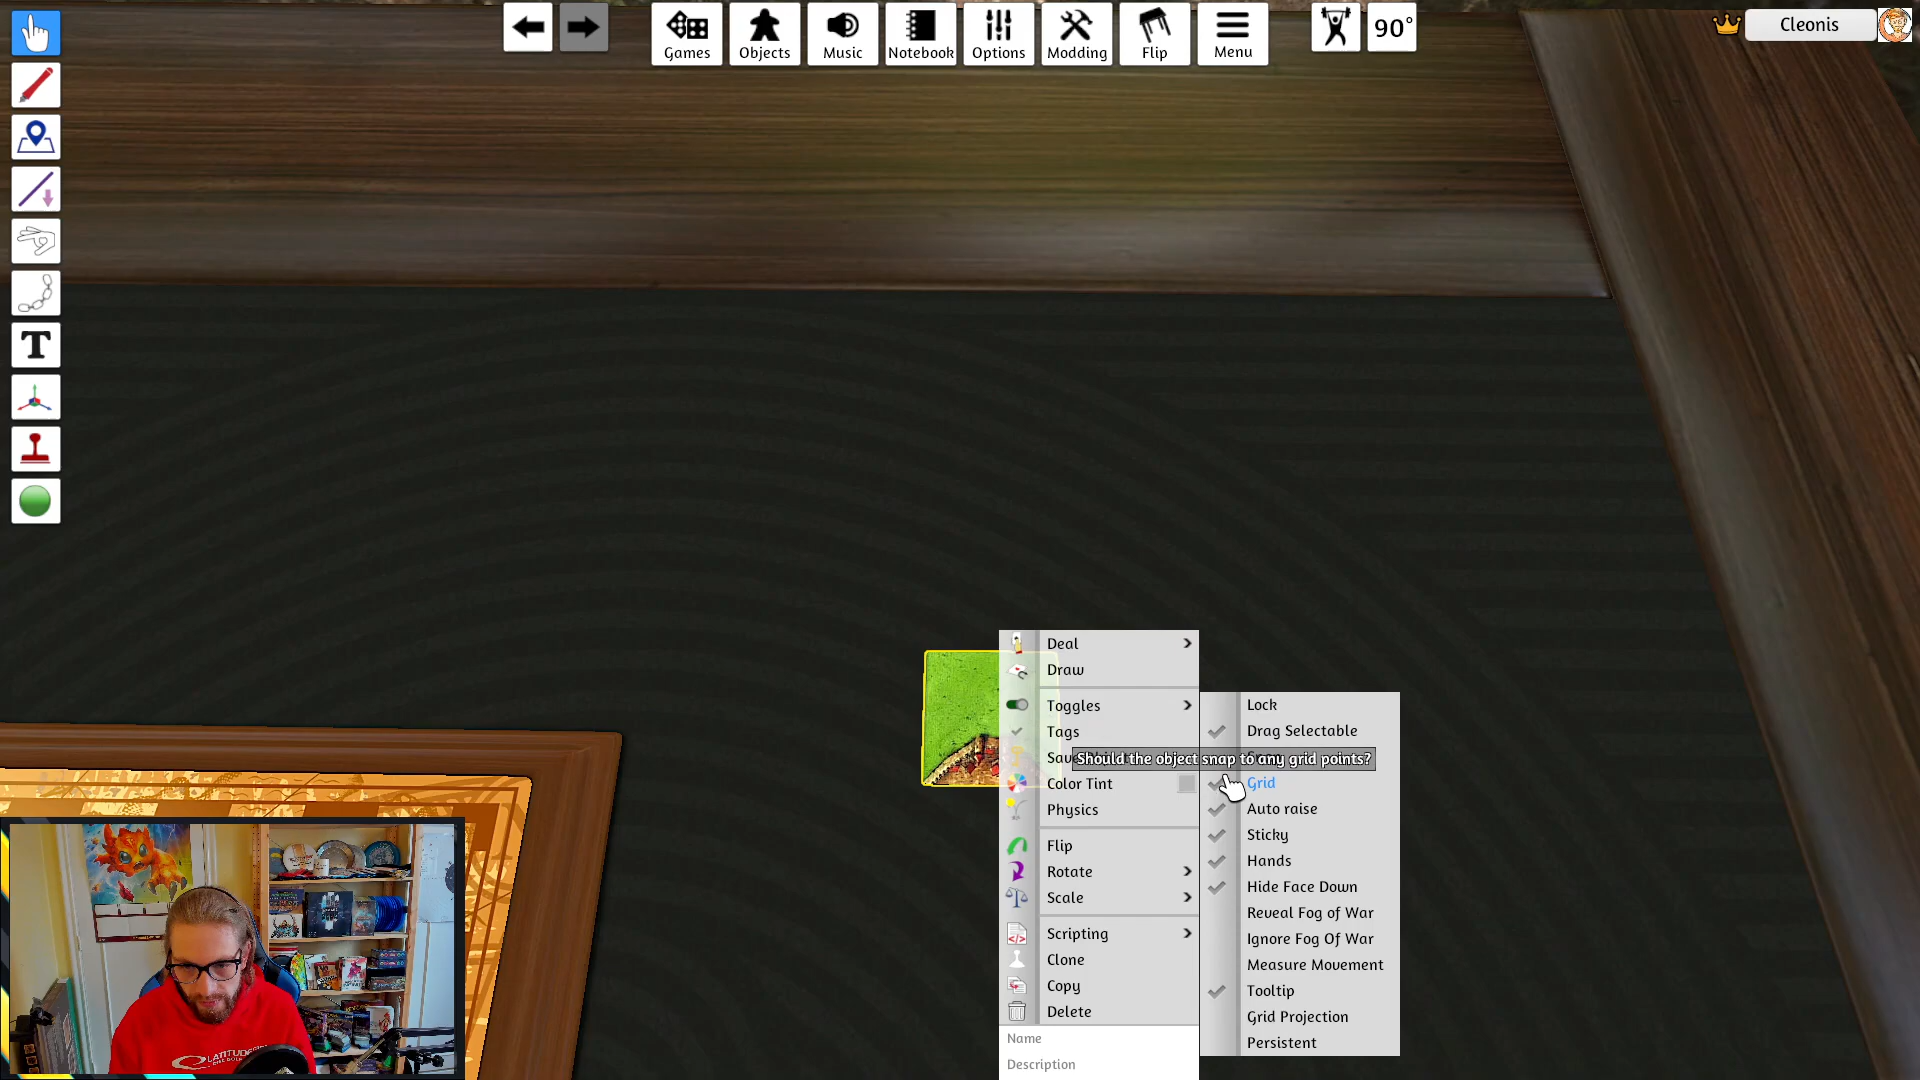 Games
Objects
Music
Notebook
Options
Modding
Flip
Menu
90°
Cleonis
T
Deal
Draw
Toggles
Tags
Save
Color Tint
Physics
Flip
Rotate
Scale
Scripting
Clone
Copy
Delete
Name
Description
Lock
Drag Selectable
Should the object snap to any grid points?
Grid
Auto raise
Sticky
Hands
Hide Face Down
Reveal Fog of War
Ignore Fog Of War
Measure Movement
Tooltip
Grid Projection
Persistent